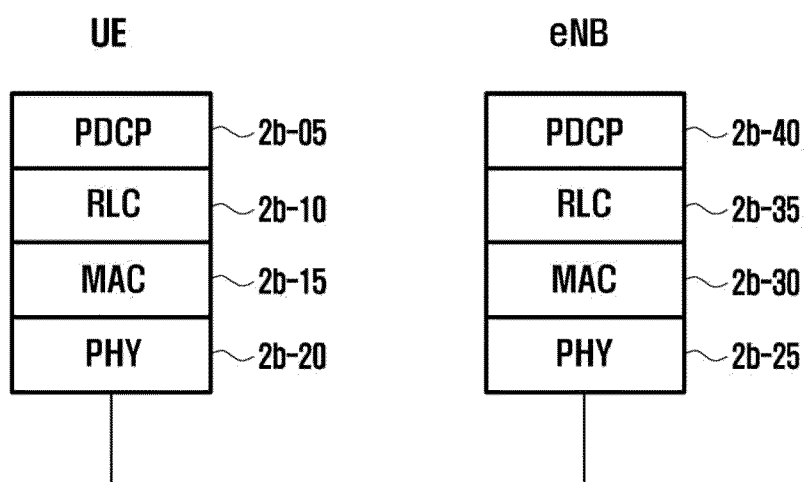 UE eNB
PDCP 2b-05 PDCP 2b-40
RLC 2b-10 RLC 2b-35
MAC 2b-15 MAC 2b-30
PHY 2b-20 PHY 2b-25